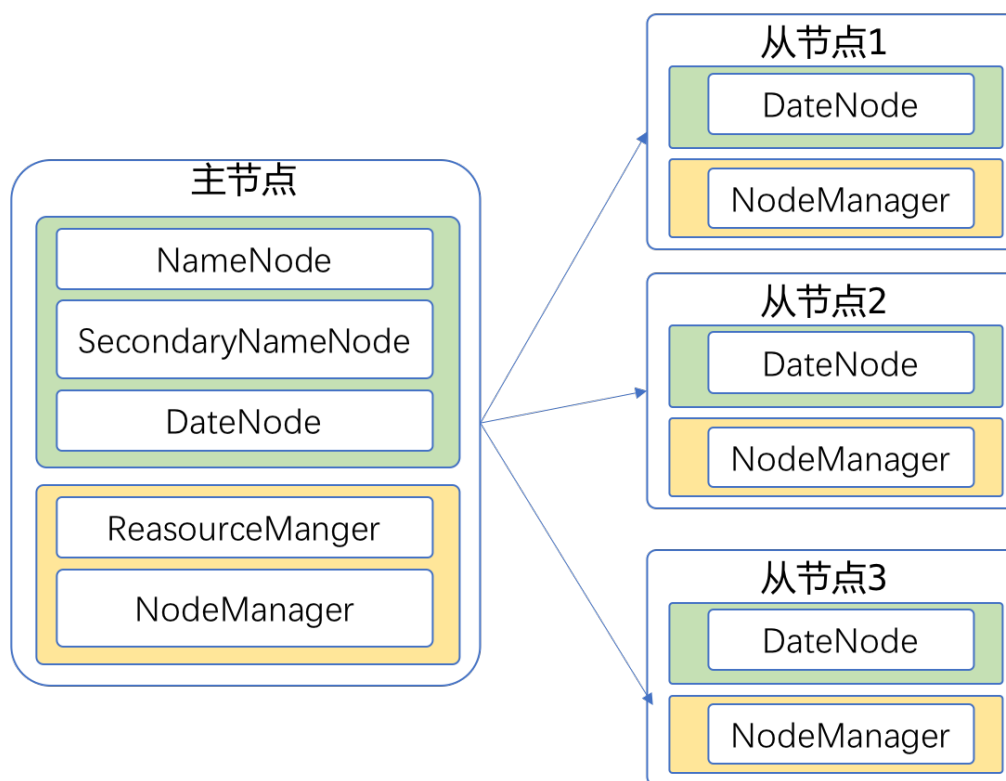 主节点
NameNode
SecondaryNameNode
DateNode
ReasourceManger
NodeManager
从节点1
DateNode
NodeManager
从节点2
DateNode
NodeManager
从节点3
DateNode
NodeManager